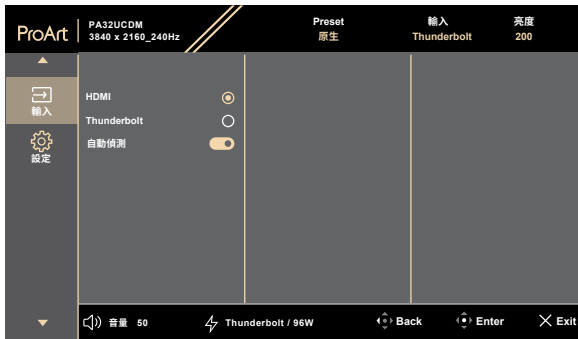 ProArt
PA32UCDM
3840 x 2160_240Hz
Preset
原生
輸入
Thunderbolt
亮度
200
輸入
設定
HDMI
Thunderbolt
自動偵測
音量 50
Thunderbolt / 96W
Back
Enter
Exit